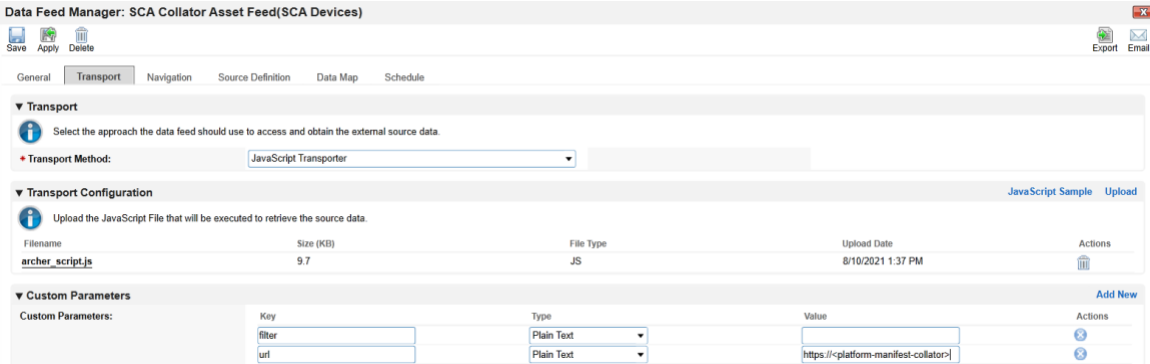 Data Feed Manager: SCA Collator Asset Feed(SCA Devices)
Save Apply Delete Export Email
General Transport Navigation Source Definition Data Map Schedule
Transport
Select the approach the data feed should use to access and obtain the external source data.
Transport Method: JavaScript Transporter
Transport Configuration JavaScript Sample Upload
Upload the JavaScript File that will be executed to retrieve the source data.
Filename Size (KB) File Type Upload Date Actions
archer_script.js 9.7 JS 8/10/2021 1:37 PM
Custom Parameters Add New
Custom Parameters: Key Type Value Actions
filter Plain Text
url Plain Text https://<platform-manifest-collator>